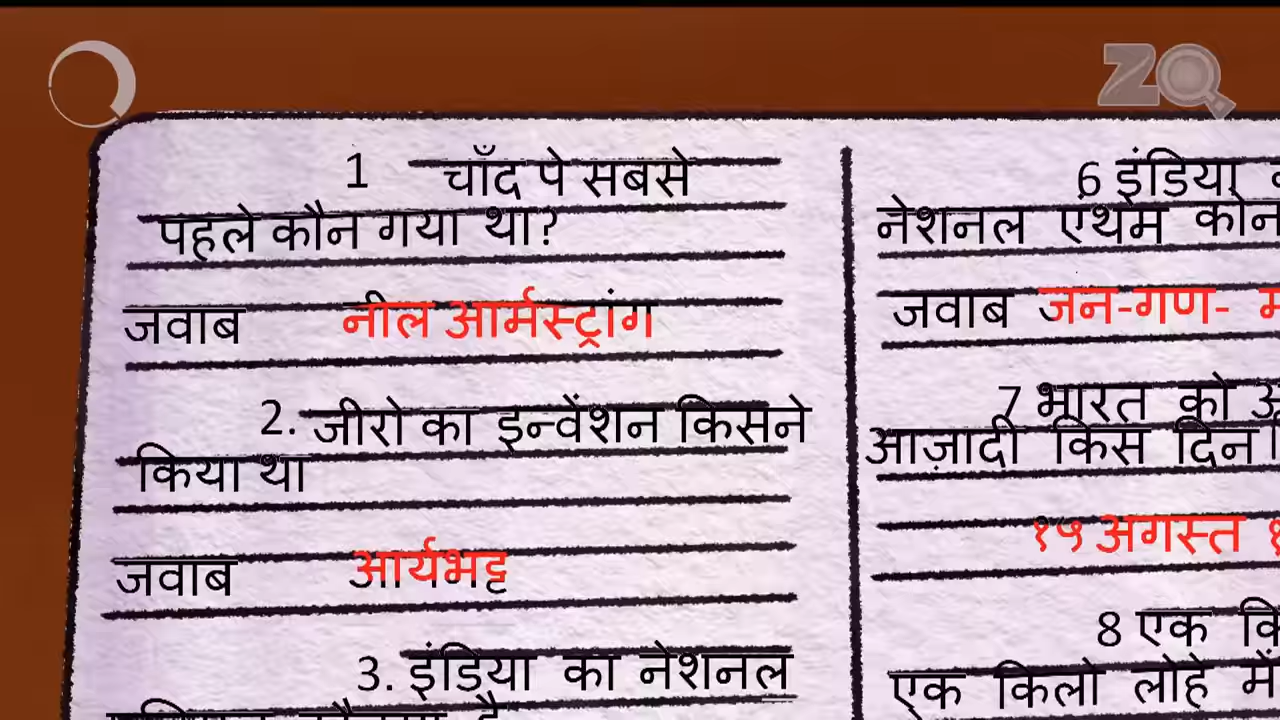 ZQ
1 चाँद पे सबसे
पहले कौन गया था?
जवाब नील आर्मस्ट्रांग
2. जीरो का इन्वेंशन किसने
किया था
जवाब आर्यभट्ट
3. इंडिया का नेशनल
6 इंडिया
नेशनल एंथम कोन
जवाब जन-गण-
7 भारत को
आज़ादी किस दिन
१५ अगस्त
8 एक
एक किलो लोहे में